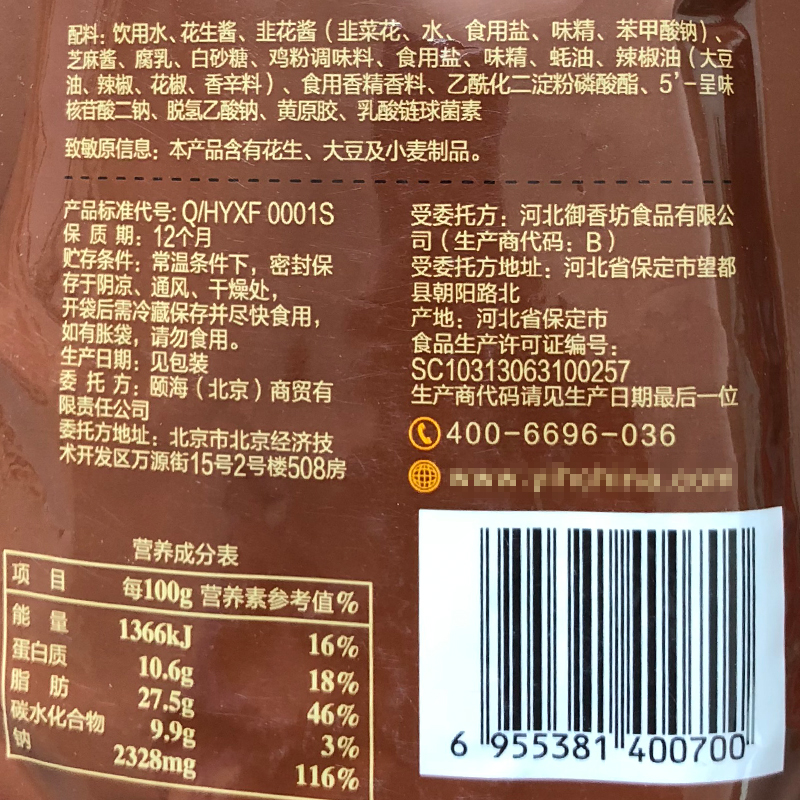 配料：饮用水、花生酱、韭花酱（韭菜花、水、食用盐、味精、苯甲酸钠）、
芝麻酱、腐乳、白砂糖、鸡粉调味料、食用盐、味精、蚝油、辣椒油（大豆
油、辣椒、花椒、香辛料）、食用香精香料、乙酰化二淀粉磷酸酯、5'-呈味
核苷酸二钠、脱氢乙酸钠、黄原胶、乳酸链球菌素
致敏原信息：本产品含有花生、大豆及小麦制品。
产品标准代号：Q/HYXF 0001S
保 质 期：12个月
贮存条件：常温条件下，密封保
存于阴凉、通风、干燥处，
开袋后需冷藏保存并尽快食用，
如有胀袋，请勿食用。
生产日期：见包装
委 托 方：颐海（北京）商贸有
限责任公司
委托方地址：北京市北京经济技
术开发区万源街15号2号楼508房
受委托方：河北御香坊食品有限公
司（生产商代码：B）
受委托方地址：河北省保定市望都
县朝阳路北
产地：河北省保定市
食品生产许可证编号：
SC10313063100257
生产商代码请见生产日期最后一位
400-6696-036
营养成分表
项 目 每100g 营养素参考值%
能 量 1366kJ 16%
蛋白质 10.6g 18%
脂 肪 27.5g 46%
碳水化合物 9.9g 3%
钠 2328mg 116%
6 955381 400700